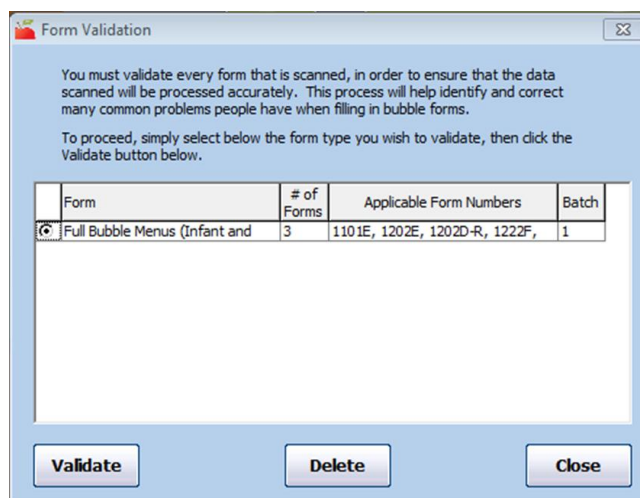 Form Validation
You must validate every form that is scanned, in order to ensure that the data
scanned will be processed accurately. This process will help identify and correct
many common problems people have when filling in bubble forms.
To proceed, simply select below the form type you wish to validate, then click the
Validate button below.
Form # of Forms Applicable Form Numbers Batch
Full Bubble Menus (Infant and 3 1101E, 1202E, 1202D-R, 1222F, 1
Validate Delete Close